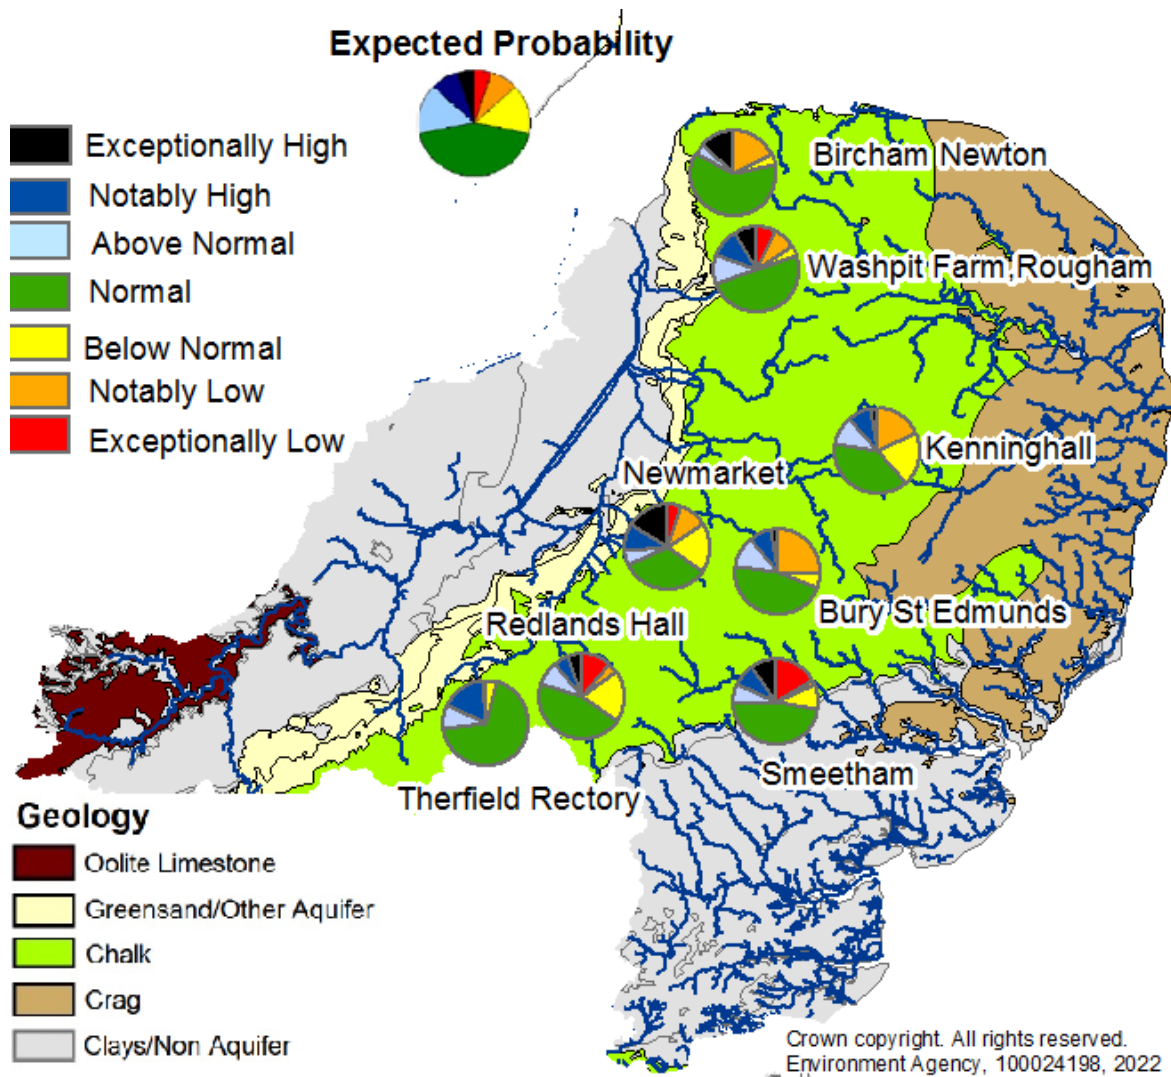 Expected Probability
Exceptionally High
Notably High
Above Normal
Normal
Below Normal
Notably Low
Exceptionally Low
Bircham Newton
Washpit Farm,Rougham
Kenninghall
Newmarket
Bury St Edmunds
Redlands Hall
Smeetham
Therfield Rectory
Geology
Oolite Limestone
Greensand/Other Aquifer
Chalk
Crag
Clays/Non Aquifer
Crown copyright. All rights reserved.
Environment Agency, 100024198, 2022